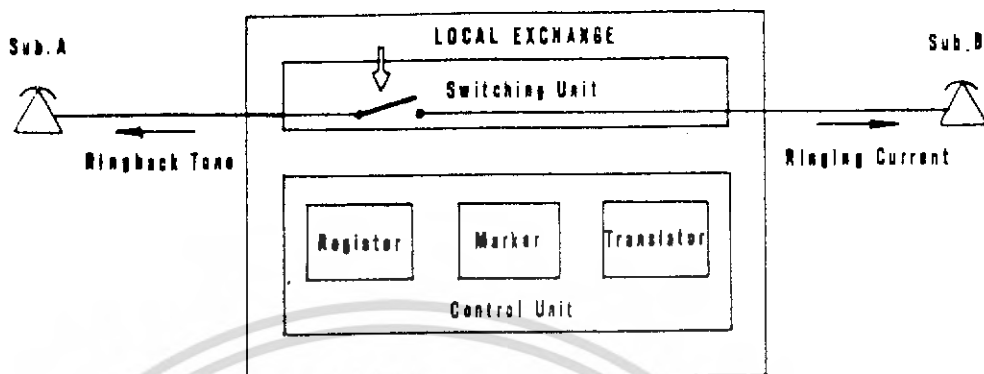 LOCAL EXCHANGE
Sub. A
Sub. B
Switching Unit
Ringback Tone
Ringing Current
Register
Marker
Translator
Control Unit